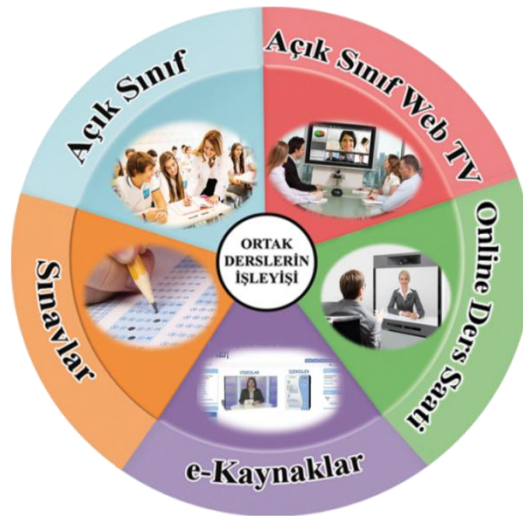 Açık Sınıf
Açık Sınıf Web TV
Online Ders Saati
e-Kaynaklar
Sınavlar
ORTAK
DERSLERİN
İŞLEYİŞİ